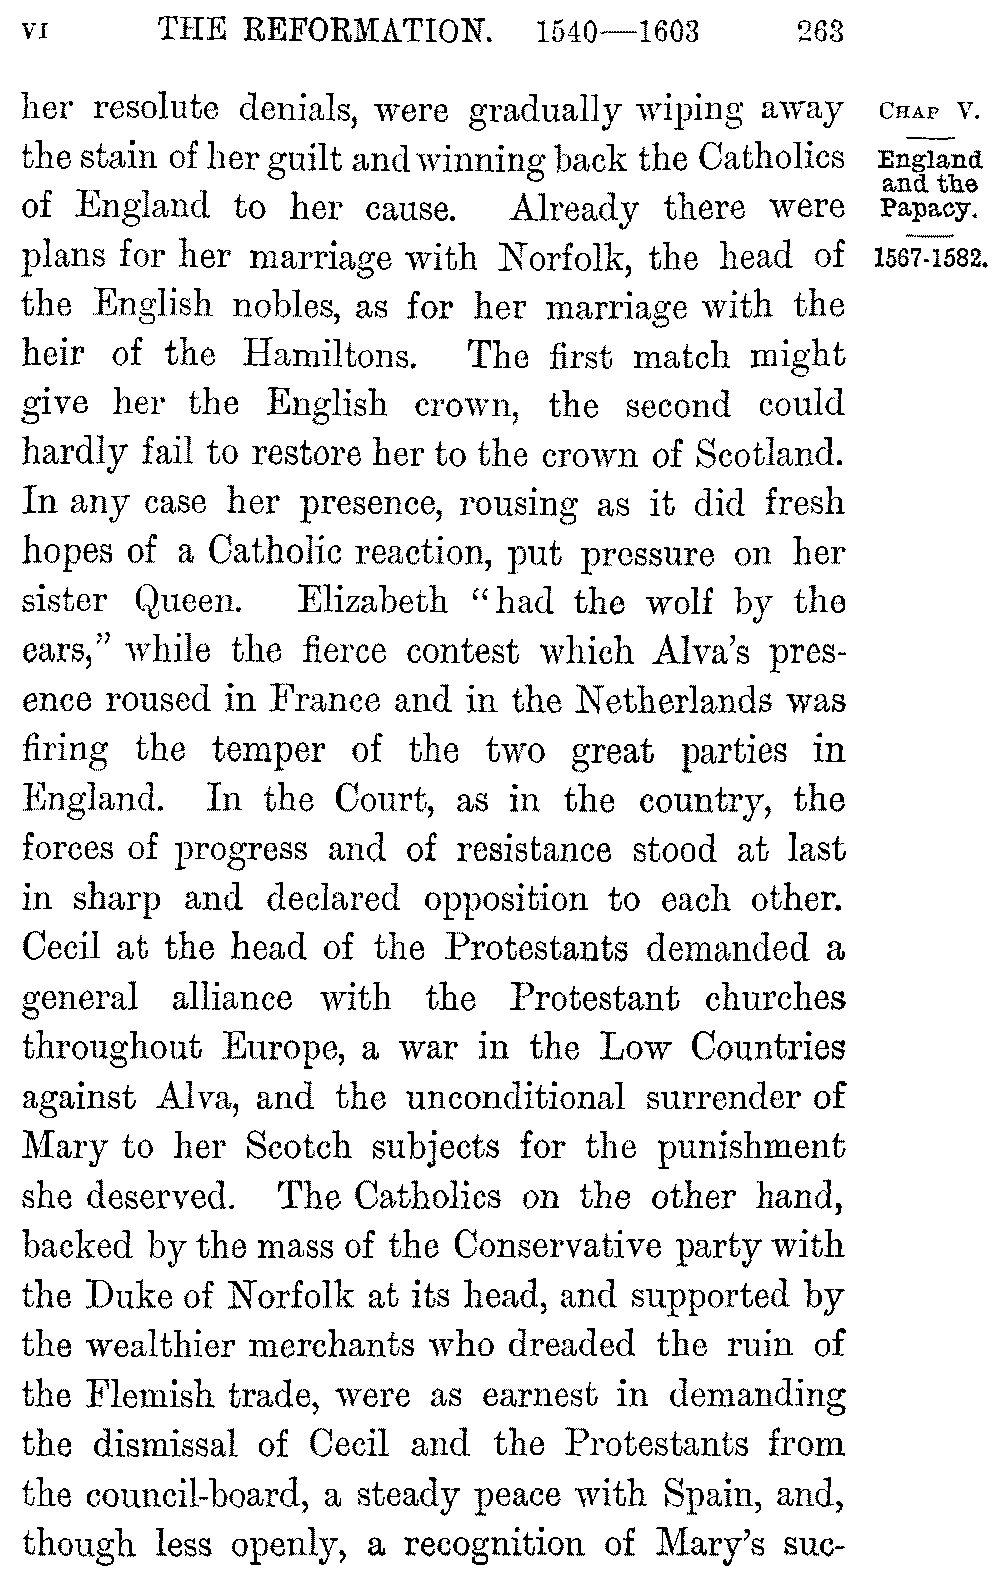 VI THE REFORMATION. 1540—1603 263
her resolute denials, were gradually wiping away
the stain of her guilt and winning back the Catholics
of England to her cause. Already there were
plans for her marriage with Norfolk, the head of
the English nobles, as for her marriage with the
heir of the Hamiltons. The first match might
give her the English crown, the second could
hardly fail to restore her to the crown of Scotland.
In any case her presence, rousing as it did fresh
hopes of a Catholic reaction, put pressure on her
sister Queen. Elizabeth “had the wolf by the
ears,” while the fierce contest which Alva’s pres-
ence roused in France and in the Netherlands was
firing the temper of the two great parties in
England. In the Court, as in the country, the
forces of progress and of resistance stood at last
in sharp and declared opposition to each other.
Cecil at the head of the Protestants demanded a
general alliance with the Protestant churches
throughout Europe, a war in the Low Countries
against Alva, and the unconditional surrender of
Mary to her Scotch subjects for the punishment
she deserved. The Catholics on the other hand,
backed by the mass of the Conservative party with
the Duke of Norfolk at its head, and supported by
the wealthier merchants who dreaded the ruin of
the Flemish trade, were as earnest in demanding
the dismissal of Cecil and the Protestants from
the council-board, a steady peace with Spain, and,
though less openly, a recognition of Mary’s suc-
CHAP V.
England
and the
Papacy.
1567-1582.